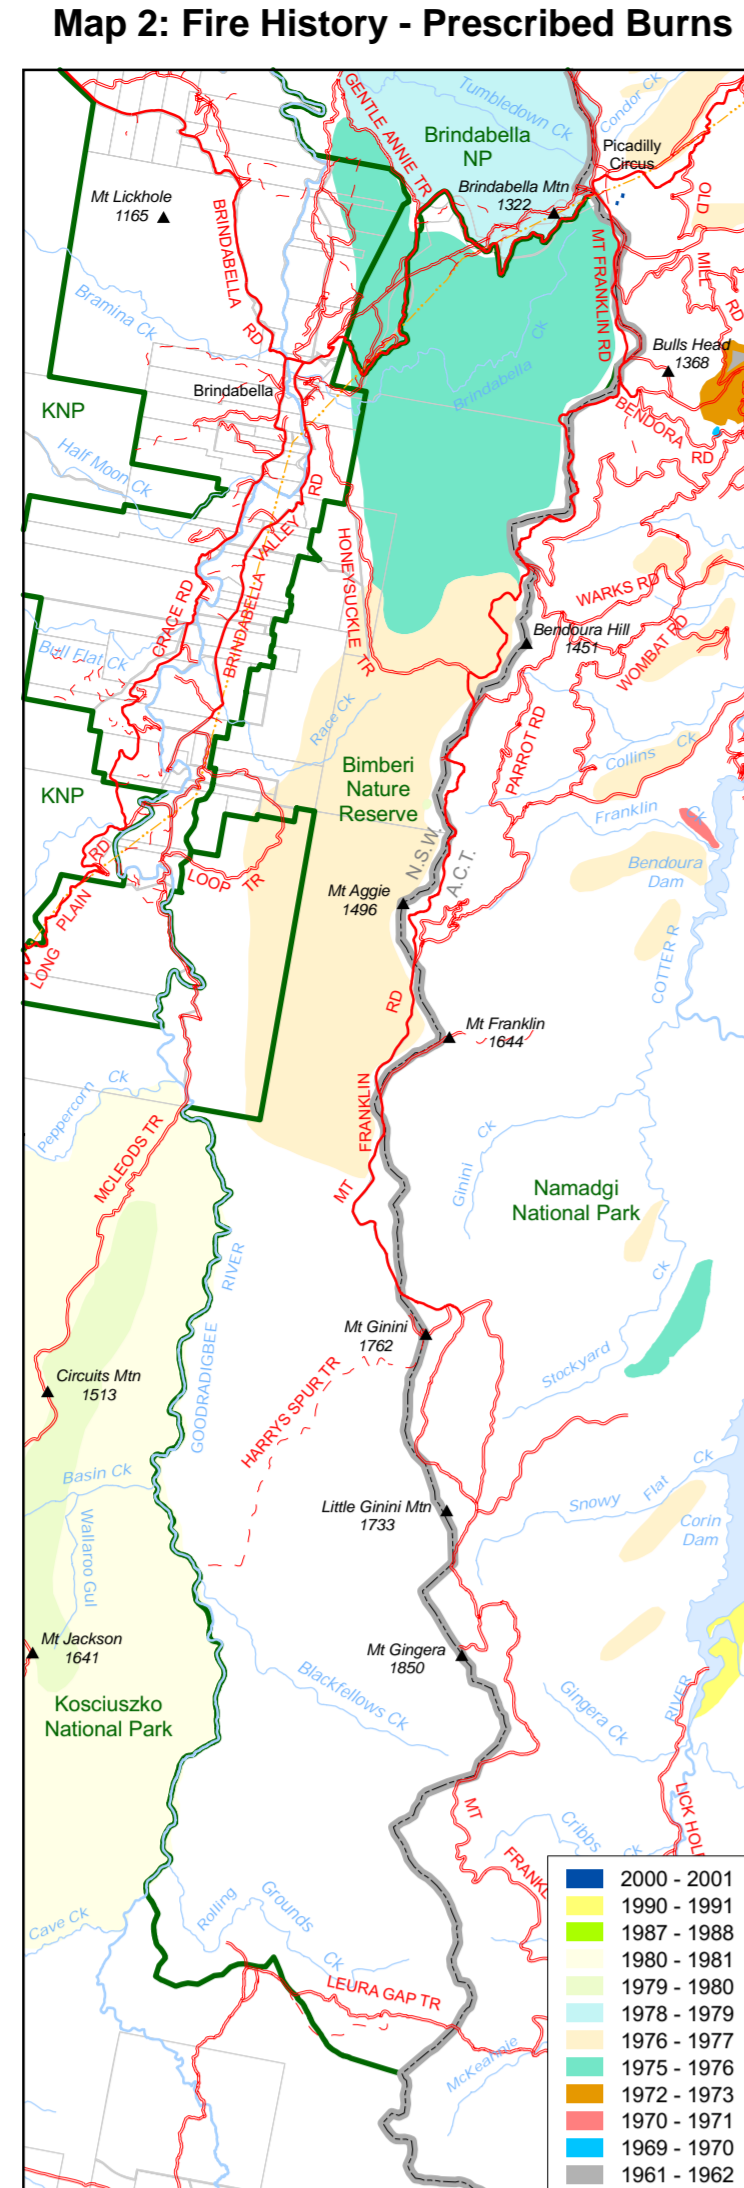 Map 2: Fire History - Prescribed Burns
GENTLE ANNIE TR
Tumbledown Ck
Condor Ck
Brindabella
NP
Picadilly
Circus
Mt Lickhole
1165
Brindabella Mtn
1322
OLD
MILL
RD
BRINDABELLA
RD
MT FRANKLIN RD
Bramina Ck
Brindabella
Ck
Bulls Head
1368
Brindabella
KNP
BENDORA
RD
Half Moon Ck
BRINDABELLA VALLEY
RD
HONEYSUCKLE
TR
CRACE RD
WARKS RD
Bendoura Hill
1451
WOMBAT RD
Bull Flat Ck
Race Ck
PARROT RD
Collins Ck
Bimberi
Nature
Reserve
KNP
Franklin
Ck
N.S.W.
A.C.T.
Bendoura
Dam
LOOP TR
Mt Aggie
1496
LONG
PLAIN
RD
COTTER R
RD
Mt Franklin
1644
Peppercorn
Ck
MCLEODS TR
FRANKLIN
MT
Ginini
Ck
Namadgi
National Park
GOODRADIGBEE
RIVER
Ck
Stockyard
Mt Ginini
1762
HARRYS SPUR TR
Circuits Mtn
1513
Basin Ck
Wallaroo Gul
Little Ginini Mtn
1733
Snowy
Flat
Ck
Corin
Dam
Mt Jackson
1641
Mt Gingera
1850
Kosciuszko
National Park
Blackfellows Ck
Gingera Ck
RIVER
MT
FRANKL
LICK HOL
Cribbs
Ck
Cave Ck
Rolling
Grounds
Ck
LEURA GAP TR
McKeahnie
2000 - 2001
1990 - 1991
1987 - 1988
1980 - 1981
1979 - 1980
1978 - 1979
1976 - 1977
1975 - 1976
1972 - 1973
1970 - 1971
1969 - 1970
1961 - 1962